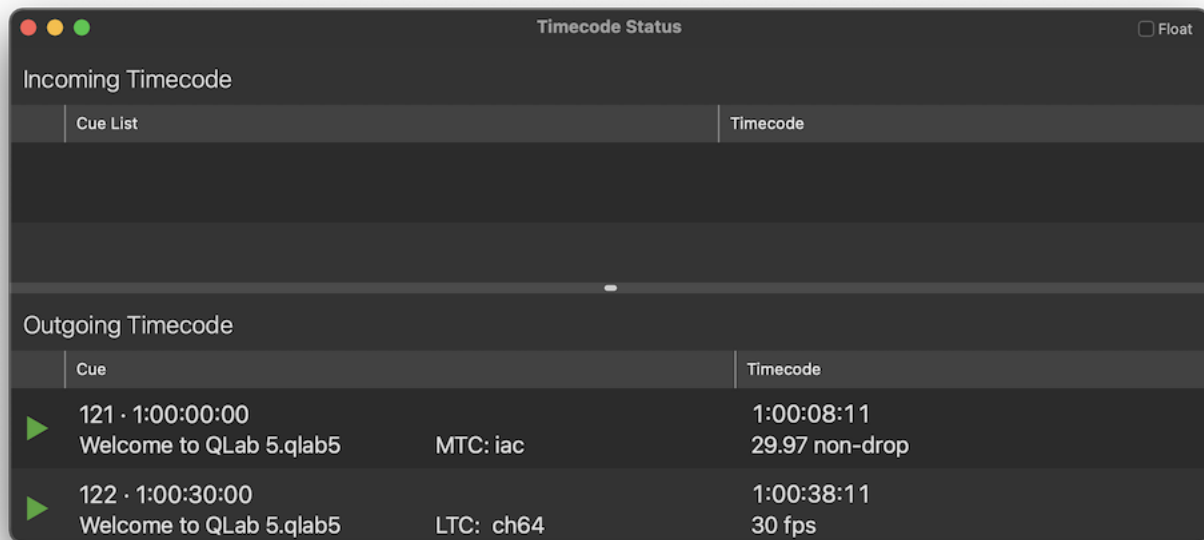 Timecode Status
Float
Incoming Timecode
Cue List Timecode
Outgoing Timecode
Cue Timecode
121 · 1:00:00:00 1:00:08:11
Welcome to QLab 5.qlab5 MTC: iac 29.97 non-drop
122 · 1:00:30:00 1:00:38:11
Welcome to QLab 5.qlab5 LTC: ch64 30 fps